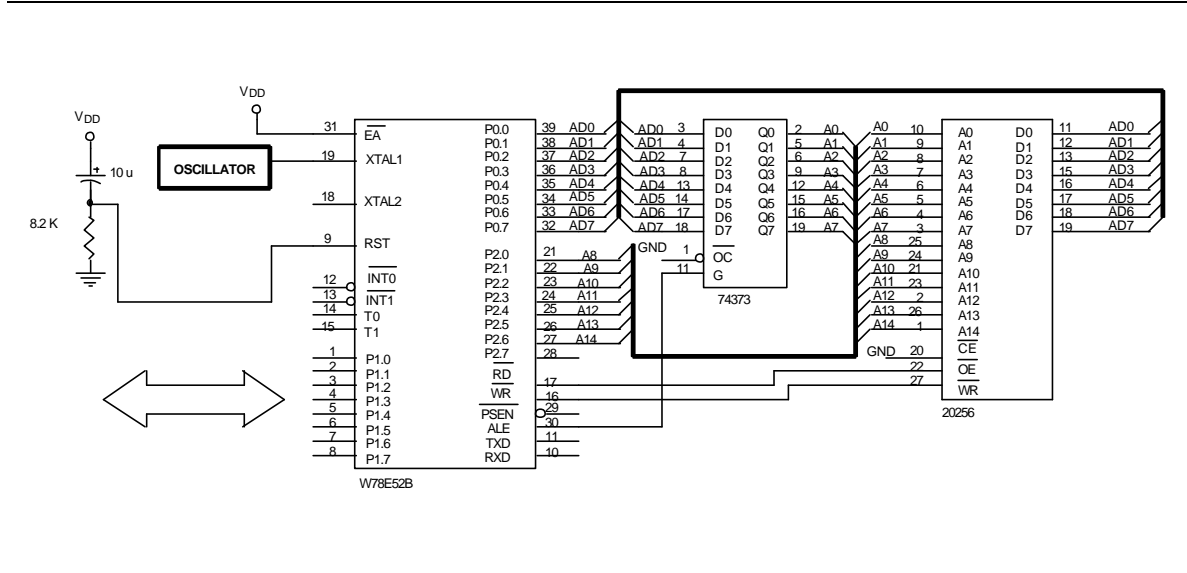 VDD
10 u
8.2 K
VDD
OSCILLATOR
31 EA
19 XTAL1
18 XTAL2
9 RST
12 INT0
13 INT1
14 T0
15 T1
1 P1.0
2 P1.1
3 P1.2
4 P1.3
5 P1.4
6 P1.5
7 P1.6
8 P1.7
P0.0 39 AD0
P0.1 38 AD1
P0.2 37 AD2
P0.3 36 AD3
P0.4 35 AD4
P0.5 34 AD5
P0.6 33 AD6
P0.7 32 AD7
P2.0 21 A8
P2.1 22 A9
P2.2 23 A10
P2.3 24 A11
P2.4 25 A12
P2.5 26 A13
P2.6 27 A14
P2.7 28
RD 17
WR 16
PSEN 29
ALE 30
TXD 11
RXD 10
W78E52B
AD0 3 D0 Q0 2 A0
AD1 4 D1 Q1 5 A1
AD2 7 D2 Q2 6 A2
AD3 8 D3 Q3 9 A3
AD4 13 D4 Q4 12 A4
AD5 14 D5 Q5 15 A5
AD6 17 D6 Q6 16 A6
AD7 18 D7 Q7 19 A7
GND 1 OC
11 G
74373
A0 10 A0 D0 11 AD0
A1 9 A1 D1 12 AD1
A2 8 A2 D2 13 AD2
A3 7 A3 D3 15 AD3
A4 6 A4 D4 16 AD4
A5 5 A5 D5 17 AD5
A6 4 A6 D6 18 AD6
A7 3 A7 D7 19 AD7
A8 25 A8
A9 24 A9
A10 21 A10
A11 23 A11
A12 2 A12
A13 26 A13
A14 1 A14
GND 20 CE
22 OE
27 WR
20256